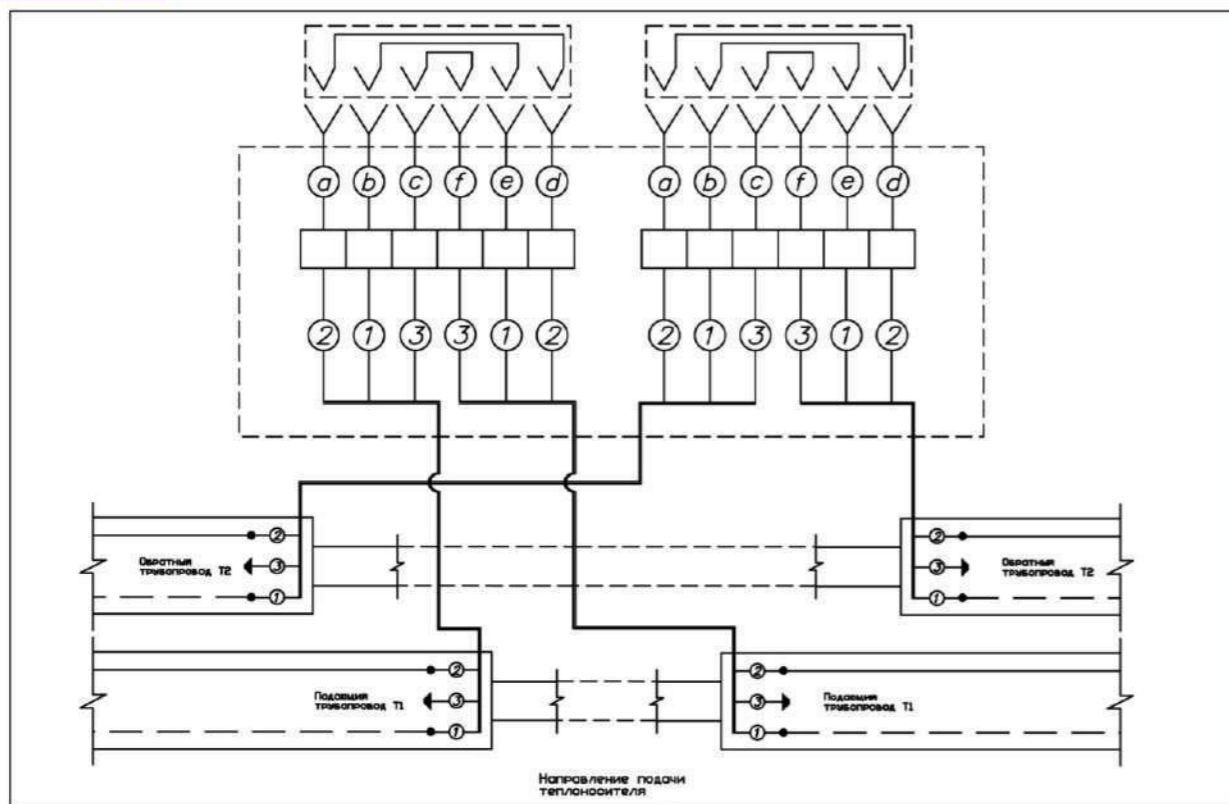 a b c f e d a b c f e d
2 1 3 3 1 2 2 1 3 3 1 2
2
Обратный
трубопровод Т2
3
1
2
3
Обратный
трубопровод Т2
1
2
Подающий
трубопровод Т1
3
1
2
3
Подающий
трубопровод Т1
1
Направление подачи
теплоносителя